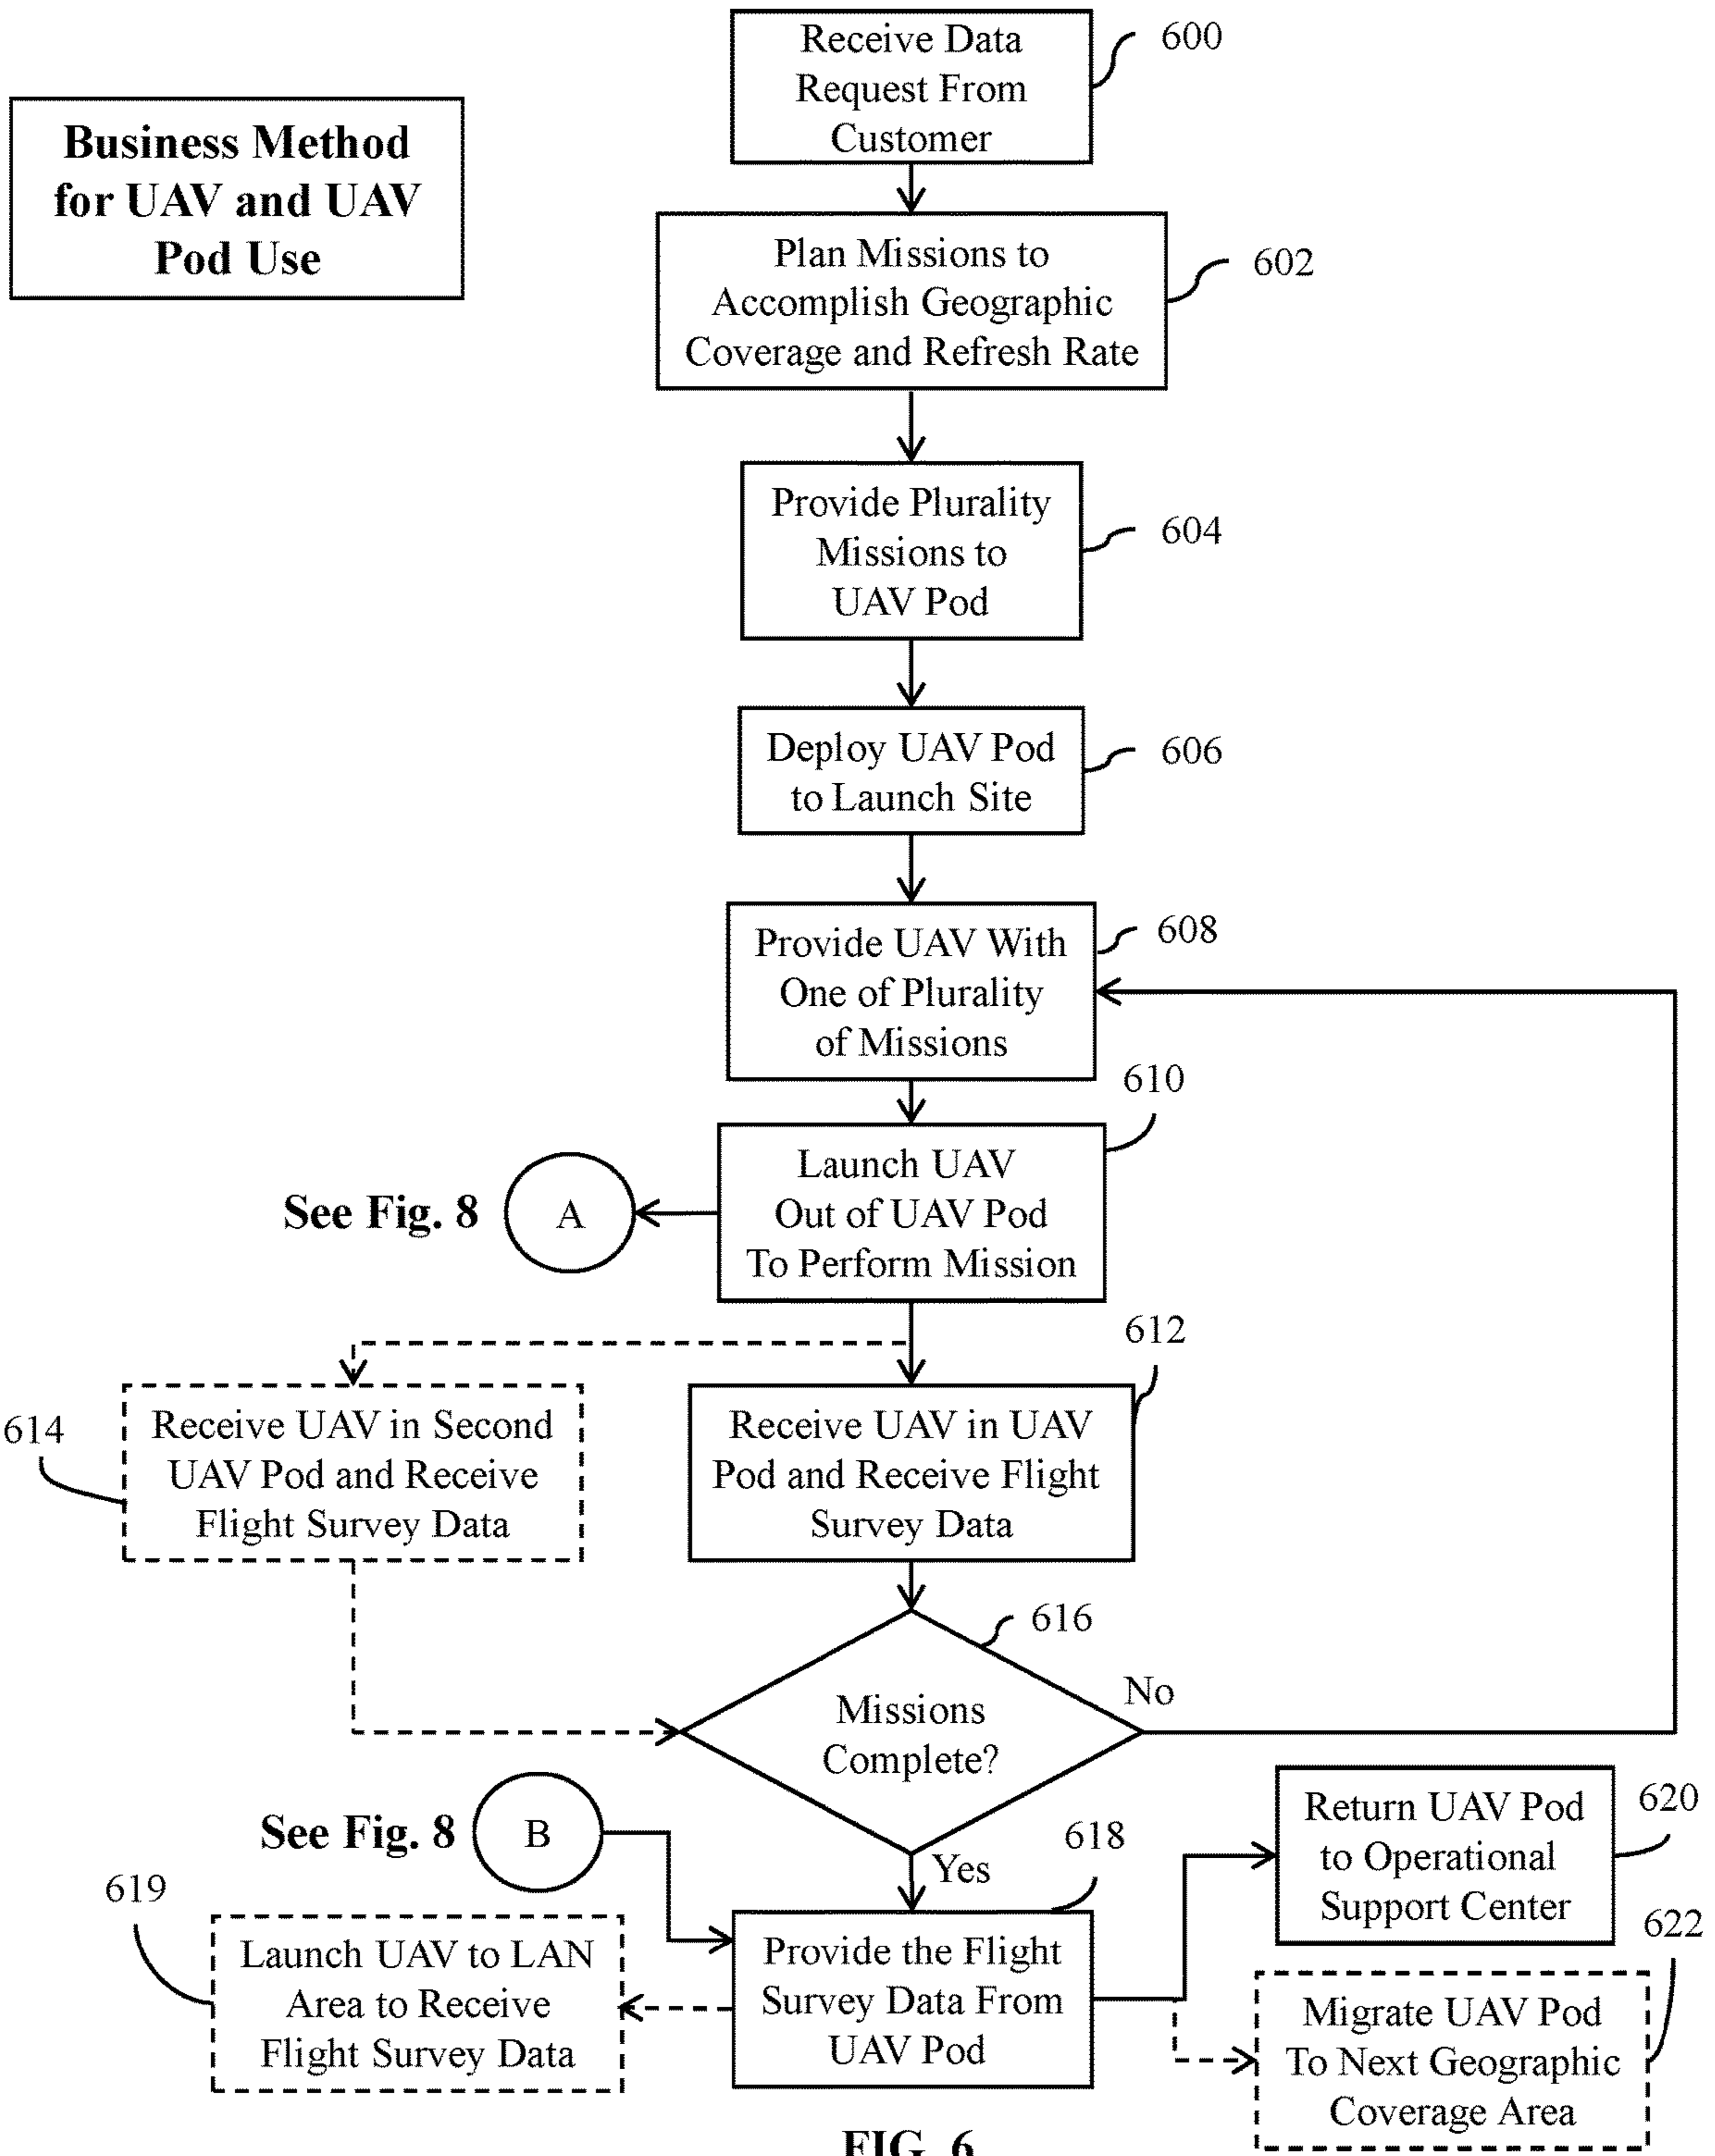 Receive Data
Request From
Customer
600
Business Method
for UAV and UAV
Pod Use
Plan Missions to
Accomplish Geographic
Coverage and Refresh Rate
602
Provide Plurality
Missions to
UAV Pod
604
Deploy UAV Pod
to Launch Site
606
Provide UAV With
One of Plurality
of Missions
608
610
Launch UAV
Out of UAV Pod
To Perform Mission
See Fig. 8
A
612
614
Receive UAV in Second
UAV Pod and Receive
Flight Survey Data
Receive UAV in UAV
Pod and Receive Flight
Survey Data
616
Missions
Complete?
No
Yes
See Fig. 8
B
618
619
Launch UAV to LAN
Area to Receive
Flight Survey Data
Provide the Flight
Survey Data From
UAV Pod
Return UAV Pod
to Operational
Support Center
620
622
Migrate UAV Pod
To Next Geographic
Coverage Area
FIG. 6